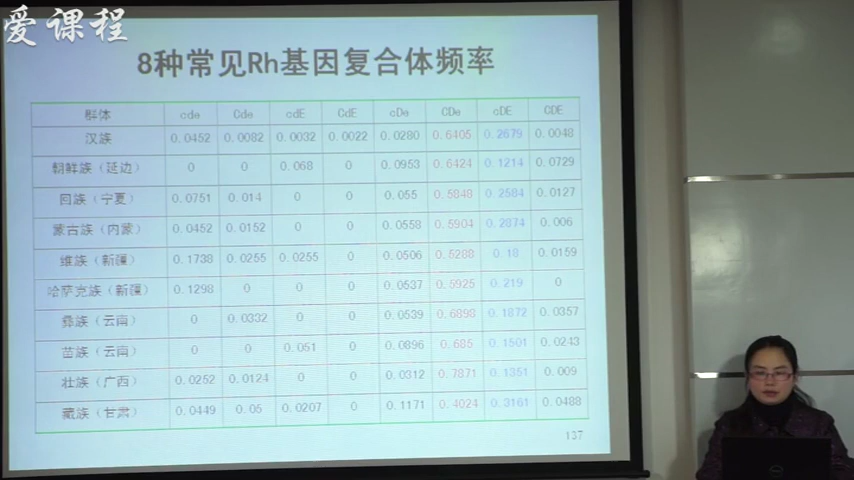 爱课程
8种常见Rh基因复合体频率
群体 cde Cde cdE CdE cDe CDe cDE CDE
汉族 0.0452 0.0082 0.0032 0.0022 0.0280 0.6405 0.2679 0.0048
朝鲜族（延边） 0 0 0.068 0 0.0953 0.6424 0.1214 0.0729
回族（宁夏） 0.0751 0.014 0 0 0.055 0.5848 0.2584 0.0127
蒙古族（内蒙） 0.0452 0.0152 0 0 0.0558 0.5904 0.2874 0.006
维族（新疆） 0.1738 0.0255 0.0255 0 0.0506 0.5288 0.18 0.0159
哈萨克族（新疆） 0.1298 0 0 0 0.0537 0.5925 0.219 0
彝族（云南） 0 0.0332 0 0 0.0539 0.6898 0.1872 0.0357
苗族（云南） 0 0 0.051 0 0.0896 0.685 0.1501 0.0243
壮族（广西） 0.0252 0.0124 0 0 0.0312 0.7871 0.1351 0.009
藏族（甘肃） 0.0449 0.05 0.0207 0 0.1171 0.4024 0.3161 0.0488
137